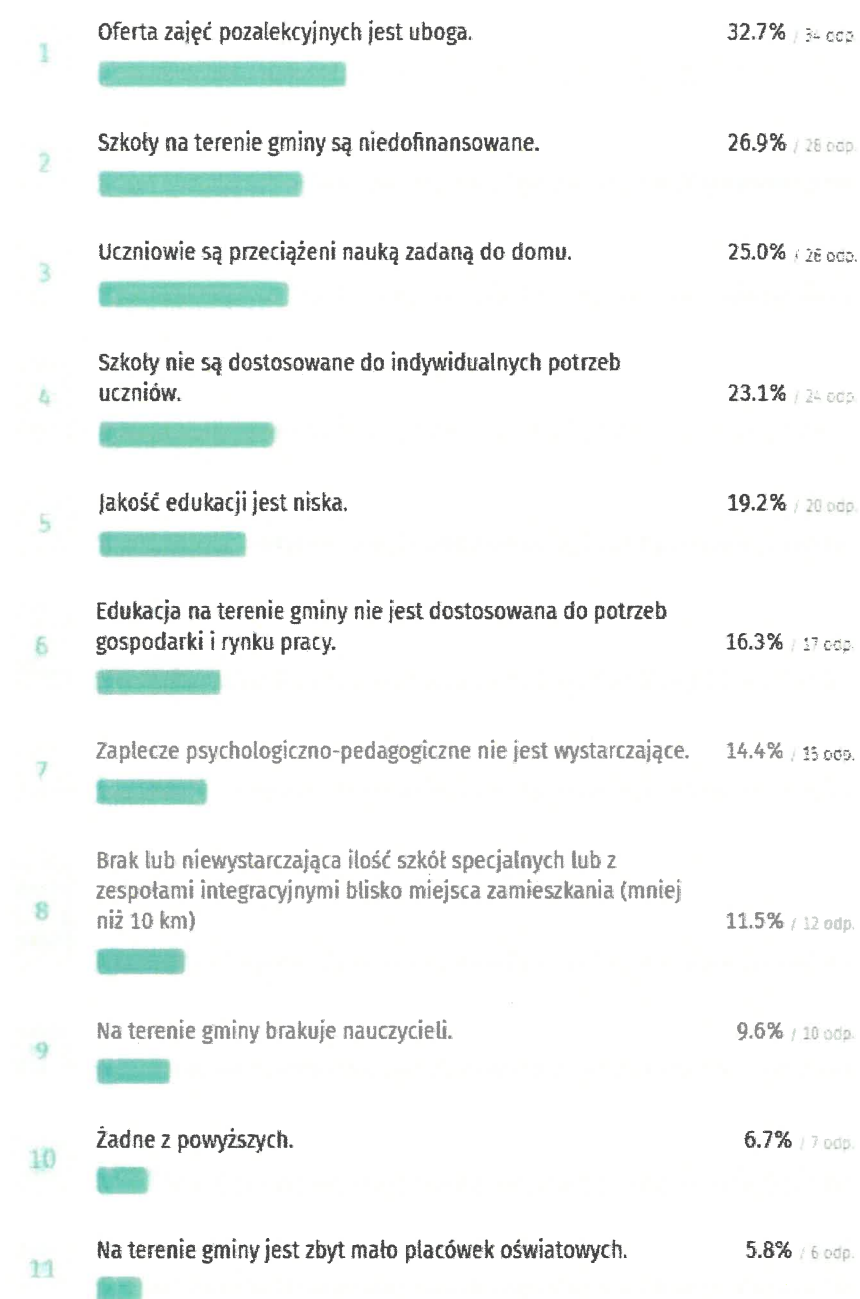 1
Oferta zajęć pozalekcyjnych jest uboga.
32.7% / 34 odp.
2
Szkoły na terenie gminy są niedofinansowane.
26.9% / 28 odp.
3
Uczniowie są przeciążeni nauką zadaną do domu.
25.0% / 26 odp.
4
Szkoły nie są dostosowane do indywidualnych potrzeb
uczniów.
23.1% / 24 odp.
5
Jakość edukacji jest niska.
19.2% / 20 odp.
6
Edukacja na terenie gminy nie jest dostosowana do potrzeb
gospodarki i rynku pracy.
16.3% / 17 odp.
7
Zaplecze psychologiczno-pedagogiczne nie jest wystarczające.
14.4% / 15 odp.
8
Brak lub niewystarczająca ilość szkół specjalnych lub z
zespołami integracyjnymi blisko miejsca zamieszkania (mniej
niż 10 km)
11.5% / 12 odp.
9
Na terenie gminy brakuje nauczycieli.
9.6% / 10 odp.
10
Żadne z powyższych.
6.7% / 7 odp.
11
Na terenie gminy jest zbyt mało placówek oświatowych.
5.8% / 6 odp.